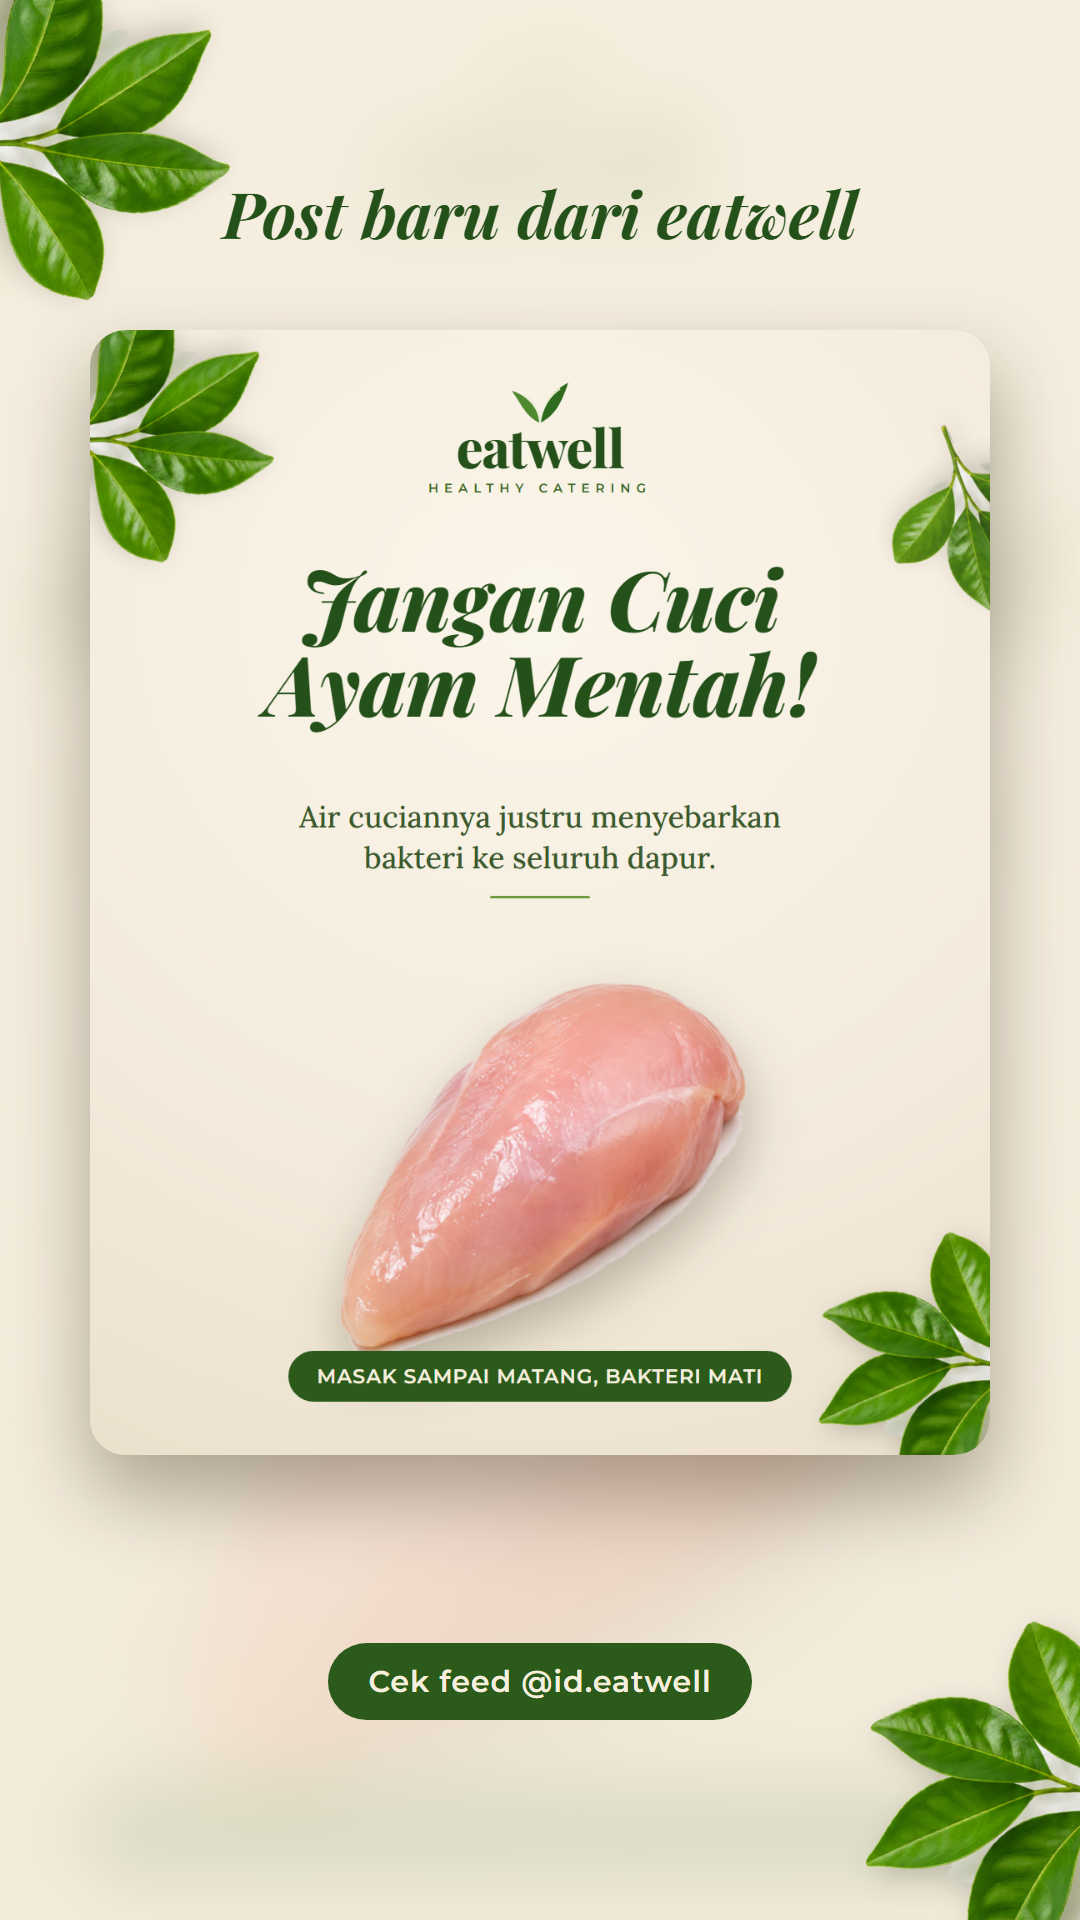 Post baru dari eatwell
eatwell
HEALTHY CATERING
Jangan Cuci
Ayam Mentah!
Air cuciannya justru menyebarkan
bakteri ke seluruh dapur.
MASAK SAMPAI MATANG, BAKTERI MATI
Cek feed @id.eatwell